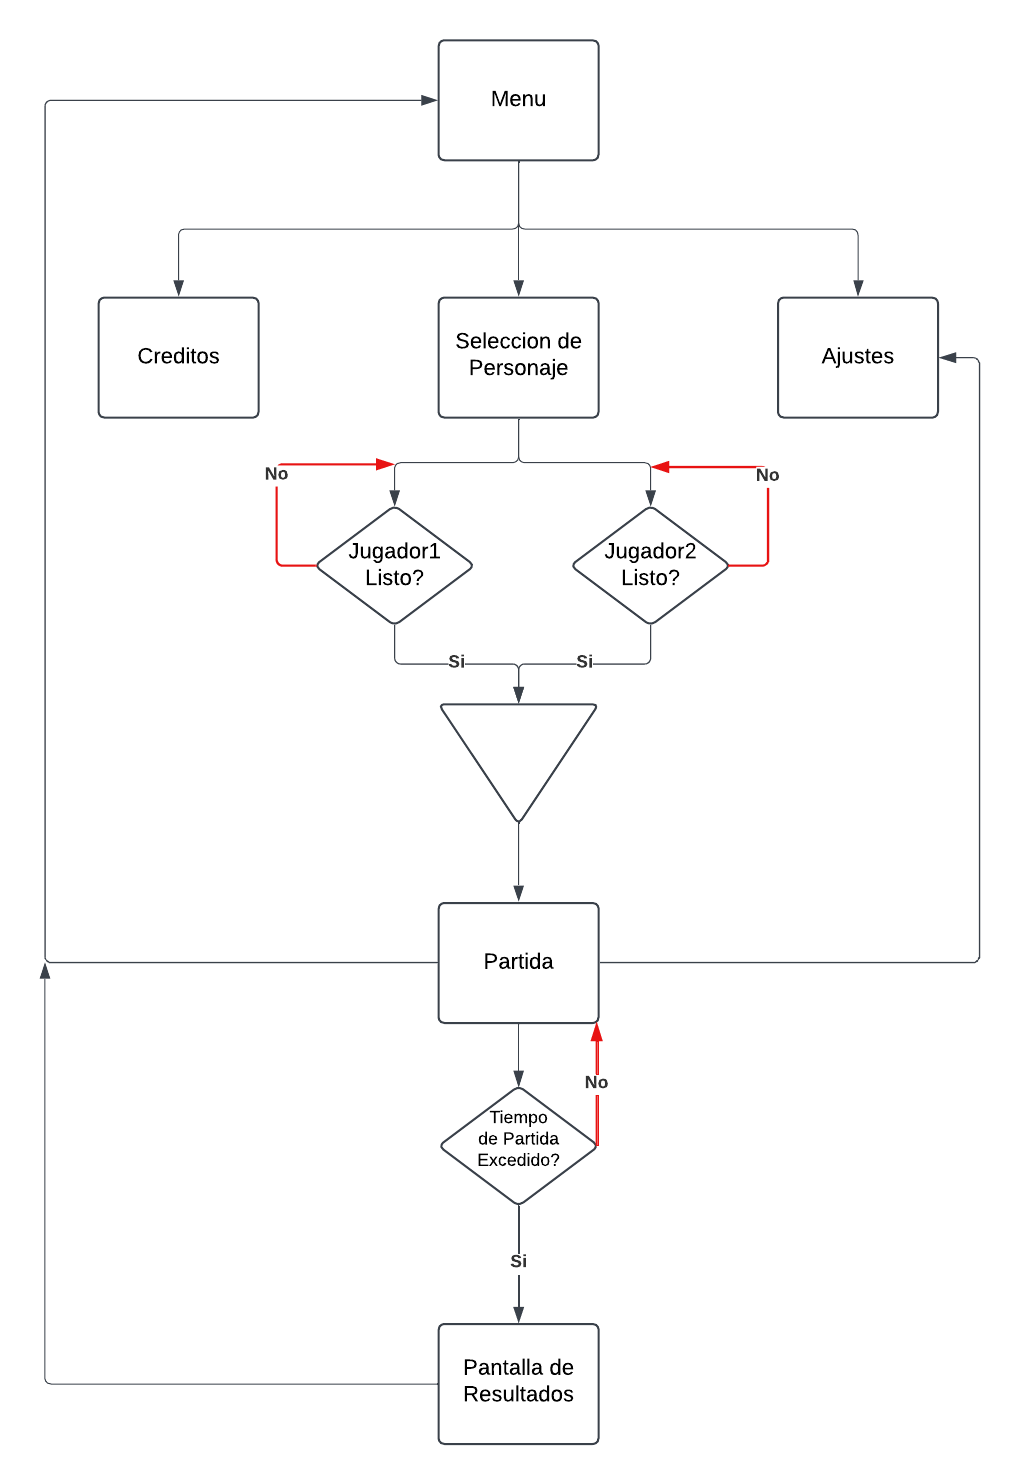 Menu
Creditos
Seleccion de
Personaje
Ajustes
No
No
Jugador1
Listo?
Jugador2
Listo?
Si
Si
Partida
No
Tiempo
de Partida
Excedido?
Si
Pantalla de
Resultados